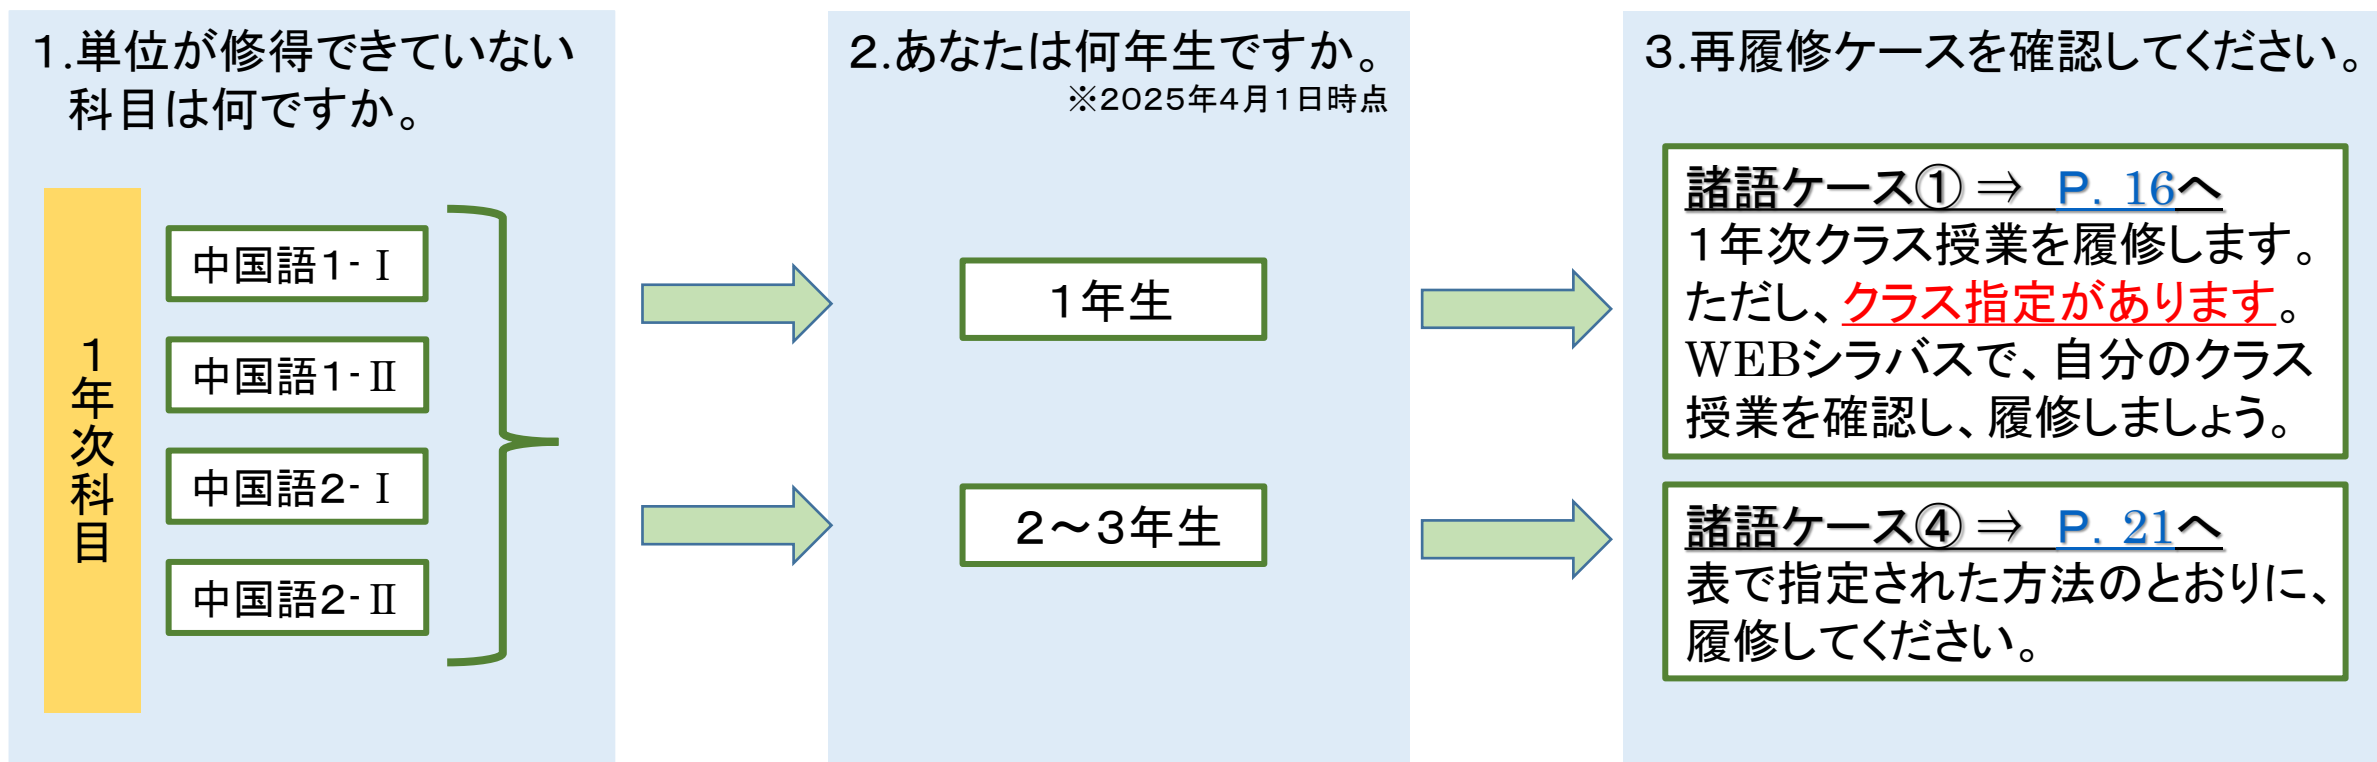 1.単位が修得できていない
科目は何ですか。
1年次科目
中国語1-Ⅰ
中国語1-Ⅱ
中国語2-Ⅰ
中国語2-Ⅱ
2.あなたは何年生ですか。
※2025年4月1日時点
1年生
2～3年生
3.再履修ケースを確認してください。
諸語ケース①⇒ P. 16へ
1年次クラス授業を履修します。
ただし、クラス指定があります。
WEBシラバスで、自分のクラス
授業を確認し、履修しましょう。
諸語ケース④⇒ P. 21へ
表で指定された方法のとおりに、
履修してください。